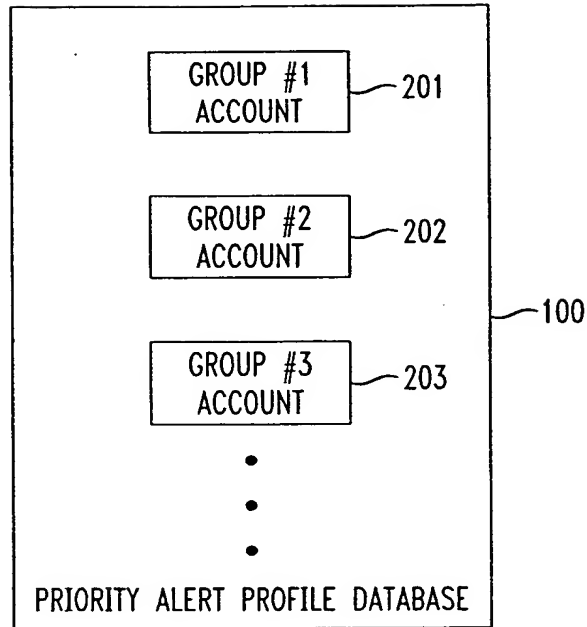 GROUP #1
ACCOUNT
201
GROUP #2
ACCOUNT
202
100
GROUP #3
ACCOUNT
203
PRIORITY ALERT PROFILE DATABASE